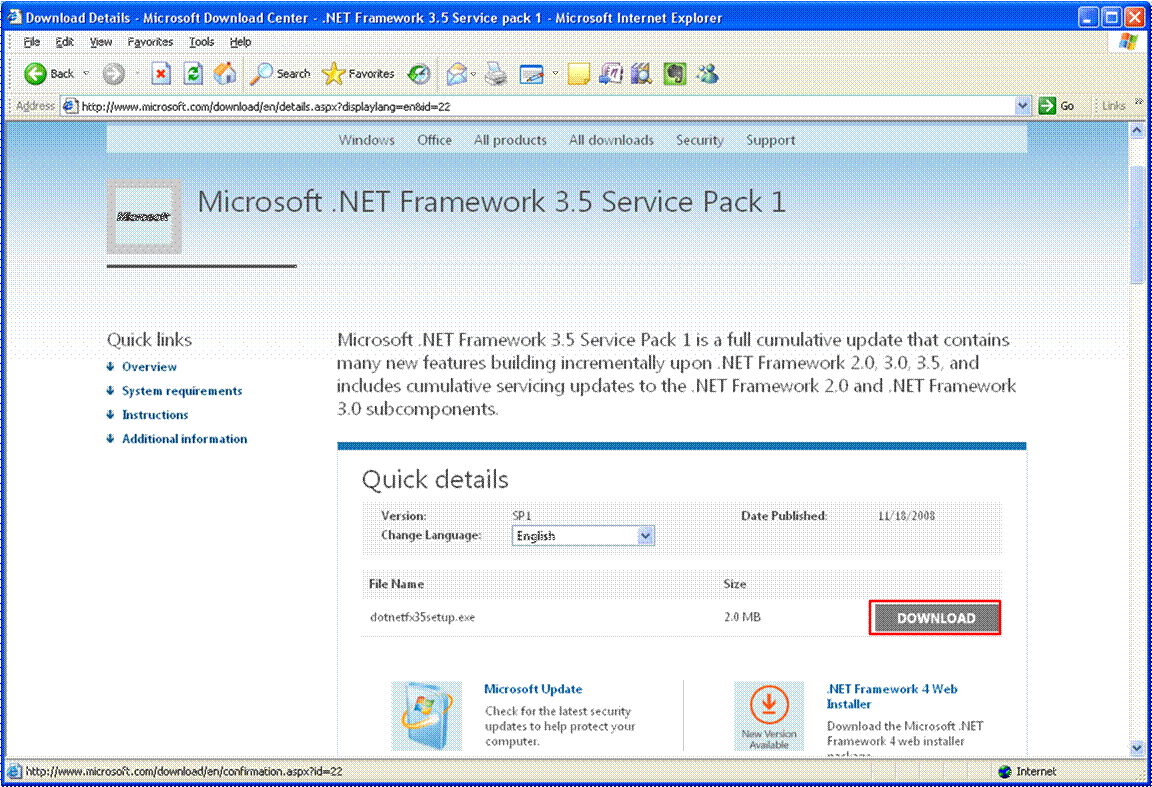 Download Details - Microsoft Download Center - .NET Framework 3.5 Service pack 1 - Microsoft Internet Explorer
File Edit View Favorites Tools Help
Back Search Favorites
Address http://www.microsoft.com/download/en/details.aspx?displaylang=en&id=22 Go Links
Windows Office All products All downloads Security Support
Microsoft
Microsoft .NET Framework 3.5 Service Pack 1
Quick links
Overview
System requirements
Instructions
Additional information
Microsoft .NET Framework 3.5 Service Pack 1 is a full cumulative update that contains
many new features building incrementally upon .NET Framework 2.0, 3.0, 3.5, and
includes cumulative servicing updates to the .NET Framework 2.0 and .NET Framework
3.0 subcomponents.
Quick details
Version: SP1 Date Published: 11/18/2008
Change Language: English
File Name Size
dotnetfx35setup.exe 2.0 MB DOWNLOAD
Microsoft Update
Check for the latest security
updates to help protect your
computer.
New Version
Available
.NET Framework 4 Web
Installer
Download the Microsoft .NET
Framework 4 web installer
package.
http://www.microsoft.com/download/en/confirmation.aspx?id=22 Internet